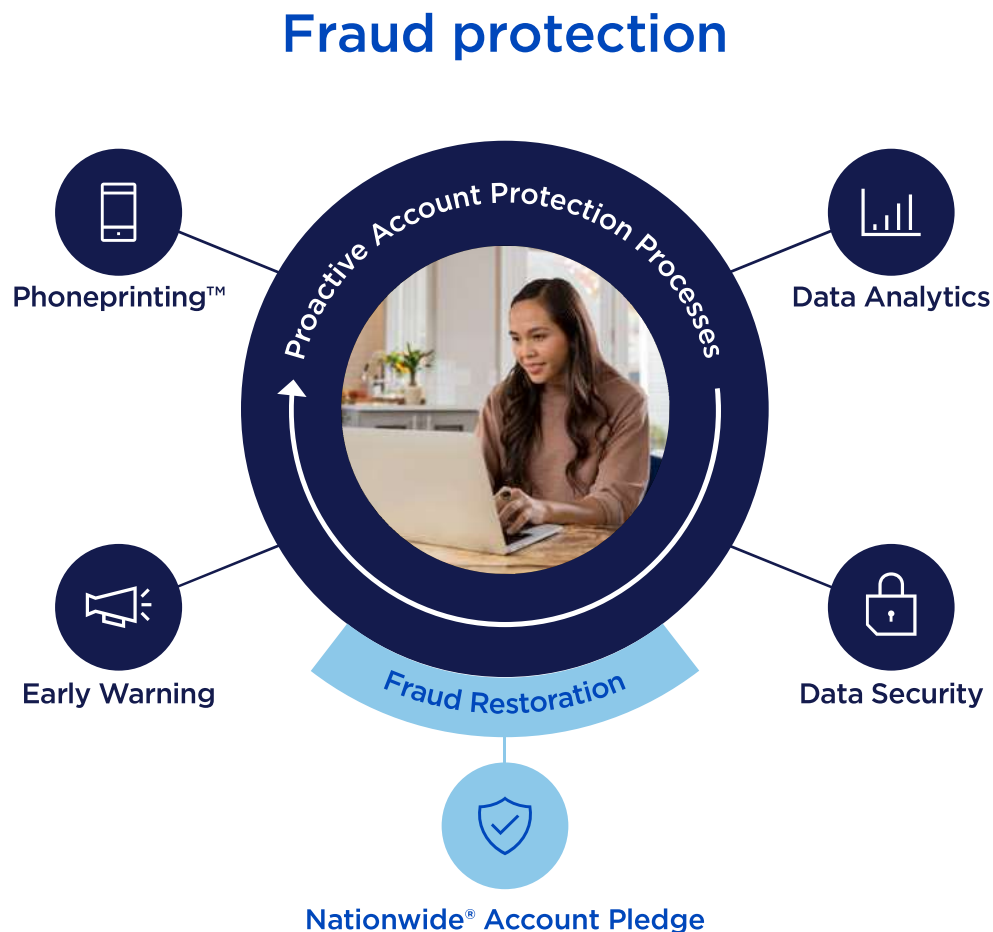 Fraud protection
Proactive Account Protection Processes
Phoneprinting™
Data Analytics
Early Warning
Data Security
Fraud Restoration
Nationwide® Account Pledge